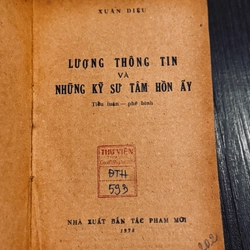 XUÂN DIỆU
LƯỢNG THÔNG TIN
VÀ
NHỮNG KỸ SƯ TÂM HỒN ẤY
Tiểu luận — phê bình
THƯ VIỆN
ĐTH
593
NHÀ XUẤT BẢN TÁC PHẨM MỚI
1978